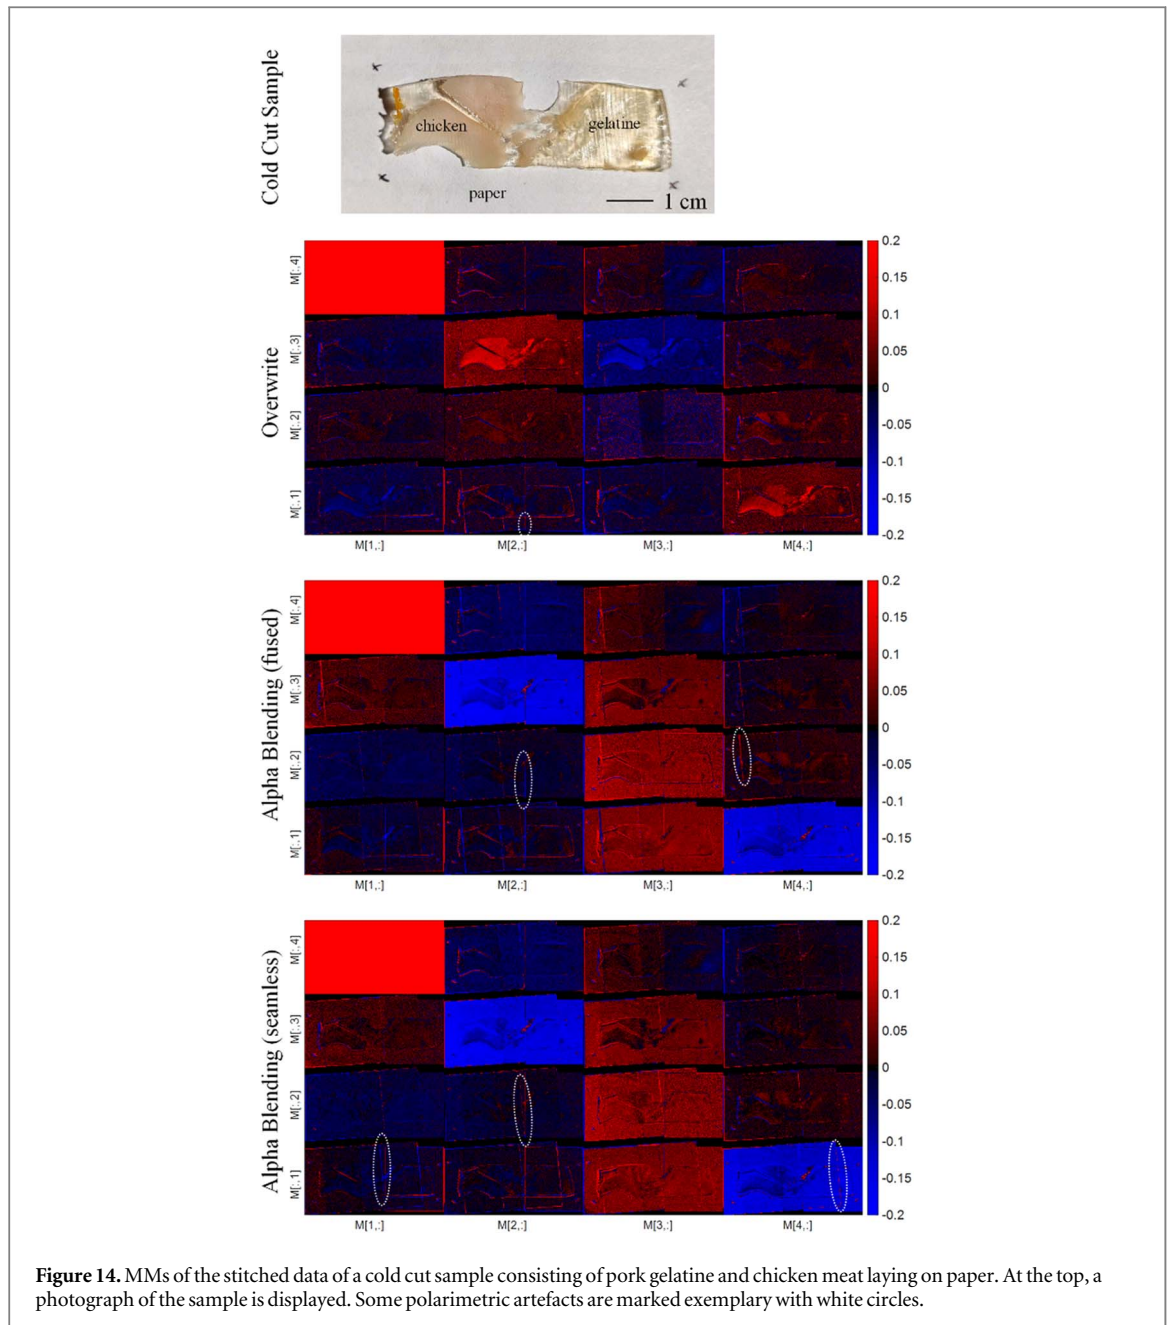 Cold Cut Sample
chicken
gelatine
paper
1 cm
Overwrite
M[:,4]
M[:,3]
M[:,2]
M[:,1]
M[1,:]
M[2,:]
M[3,:]
M[4,:]
0.2
0.15
0.1
0.05
0
-0.05
-0.1
-0.15
-0.2
Alpha Blending (fused)
M[:,4]
M[:,3]
M[:,2]
M[:,1]
M[1,:]
M[2,:]
M[3,:]
M[4,:]
0.2
0.15
0.1
0.05
0
-0.05
-0.1
-0.15
-0.2
Alpha Blending (seamless)
M[:,4]
M[:,3]
M[:,2]
M[:,1]
M[1,:]
M[2,:]
M[3,:]
M[4,:]
0.2
0.15
0.1
0.05
0
-0.05
-0.1
-0.15
-0.2
Figure 14. MMs of the stitched data of a cold cut sample consisting of pork gelatine and chicken meat laying on paper. At the top, a
photograph of the sample is displayed. Some polarimetric artefacts are marked exemplary with white circles.